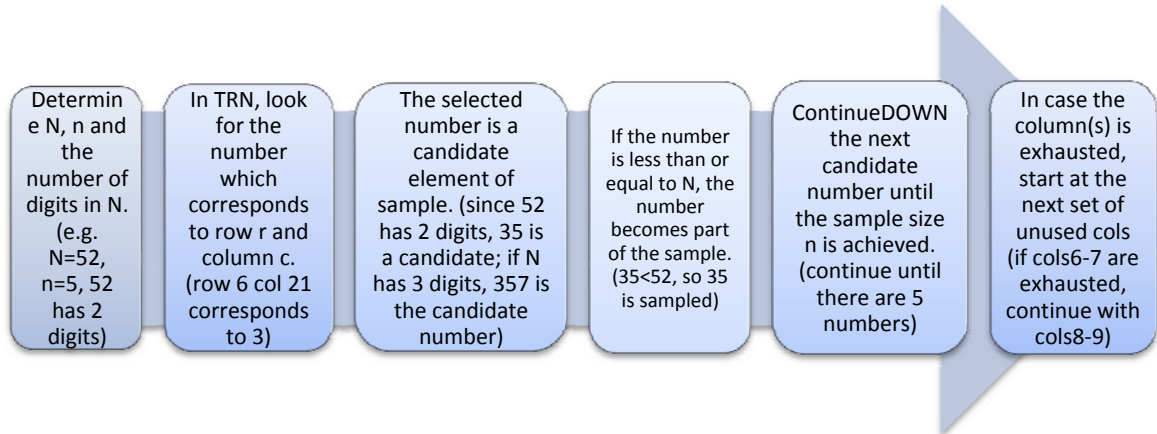 Determin
e N, n and
the
number of
digits in N.
(e.g.
N=52,
n=5, 52
has 2
digits)
In TRN, look
for the
number
which
corresponds
to row r and
column c.
(row 6 col 21
corresponds
to 3)
The selected
number is a
candidate
element of
sample. (since 52
has 2 digits, 35 is
a candidate; if N
has 3 digits, 357 is
the candidate
number)
If the number
is less than or
equal to N, the
number
becomes part
of the sample.
(35<52, so 35
is sampled)
ContinueDOWN
the next
candidate
number until
the sample size
n is achieved.
(continue until
there are 5
numbers)
In case the
column(s) is
exhausted,
start at the
next set of
unused cols
(if cols6-7 are
exhausted,
continue with
cols8-9)